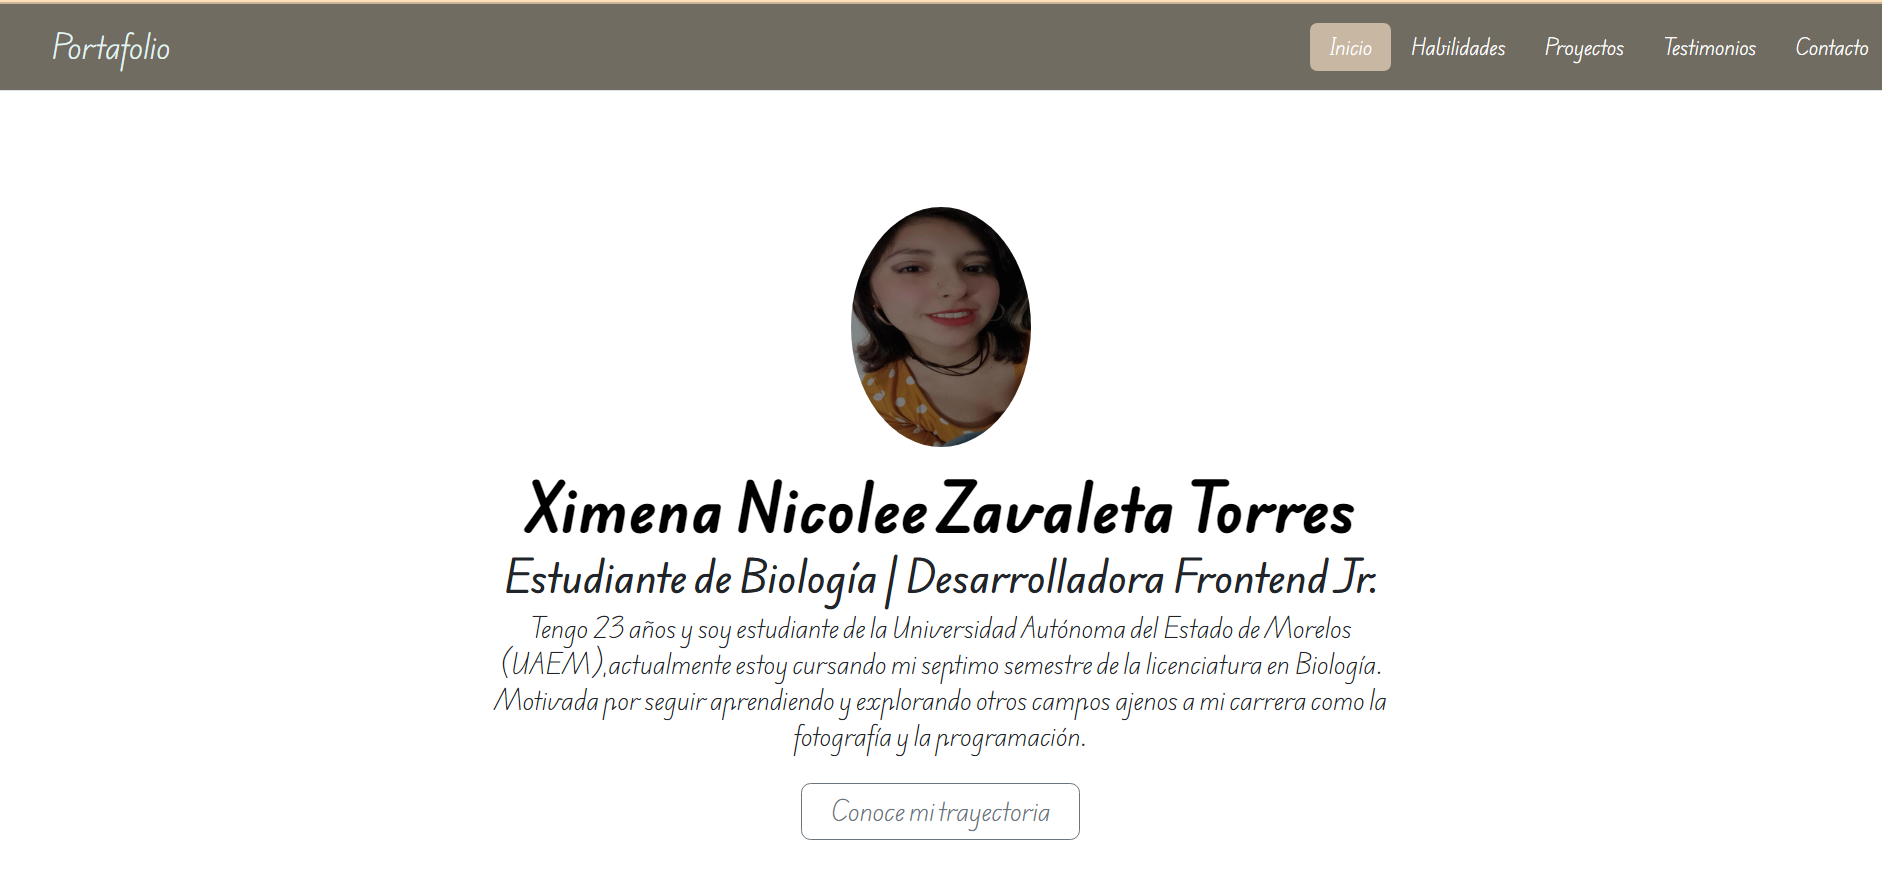 Portafolio
Inicio Habilidades Proyectos Testimonios Contacto
Ximena Nicolee Zavaleta Torres
Estudiante de Biología | Desarrolladora Frontend Jr.
Tengo 23 años y soy estudiante de la Universidad Autónoma del Estado de Morelos
(UAEM),actualmente estoy cursando mi septimo semestre de la licenciatura en Biología.
Motivada por seguir aprendiendo y explorando otros campos ajenos a mi carrera como la
fotografía y la programación.
Conoce mi trayectoria